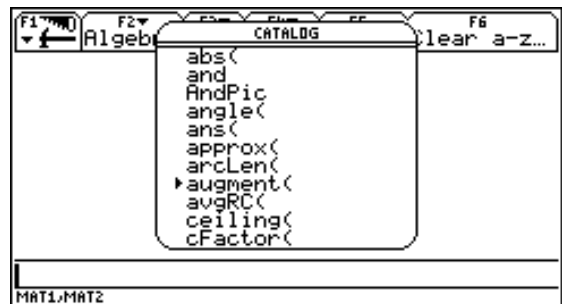 F1 F2 F6
Algeb Clear a-z…
CATALOG
abs(
and
AndPic
angle(
ans(
approx(
arcLen(
augment(
avgRC(
ceiling(
cFactor(
MAT1,MAT2